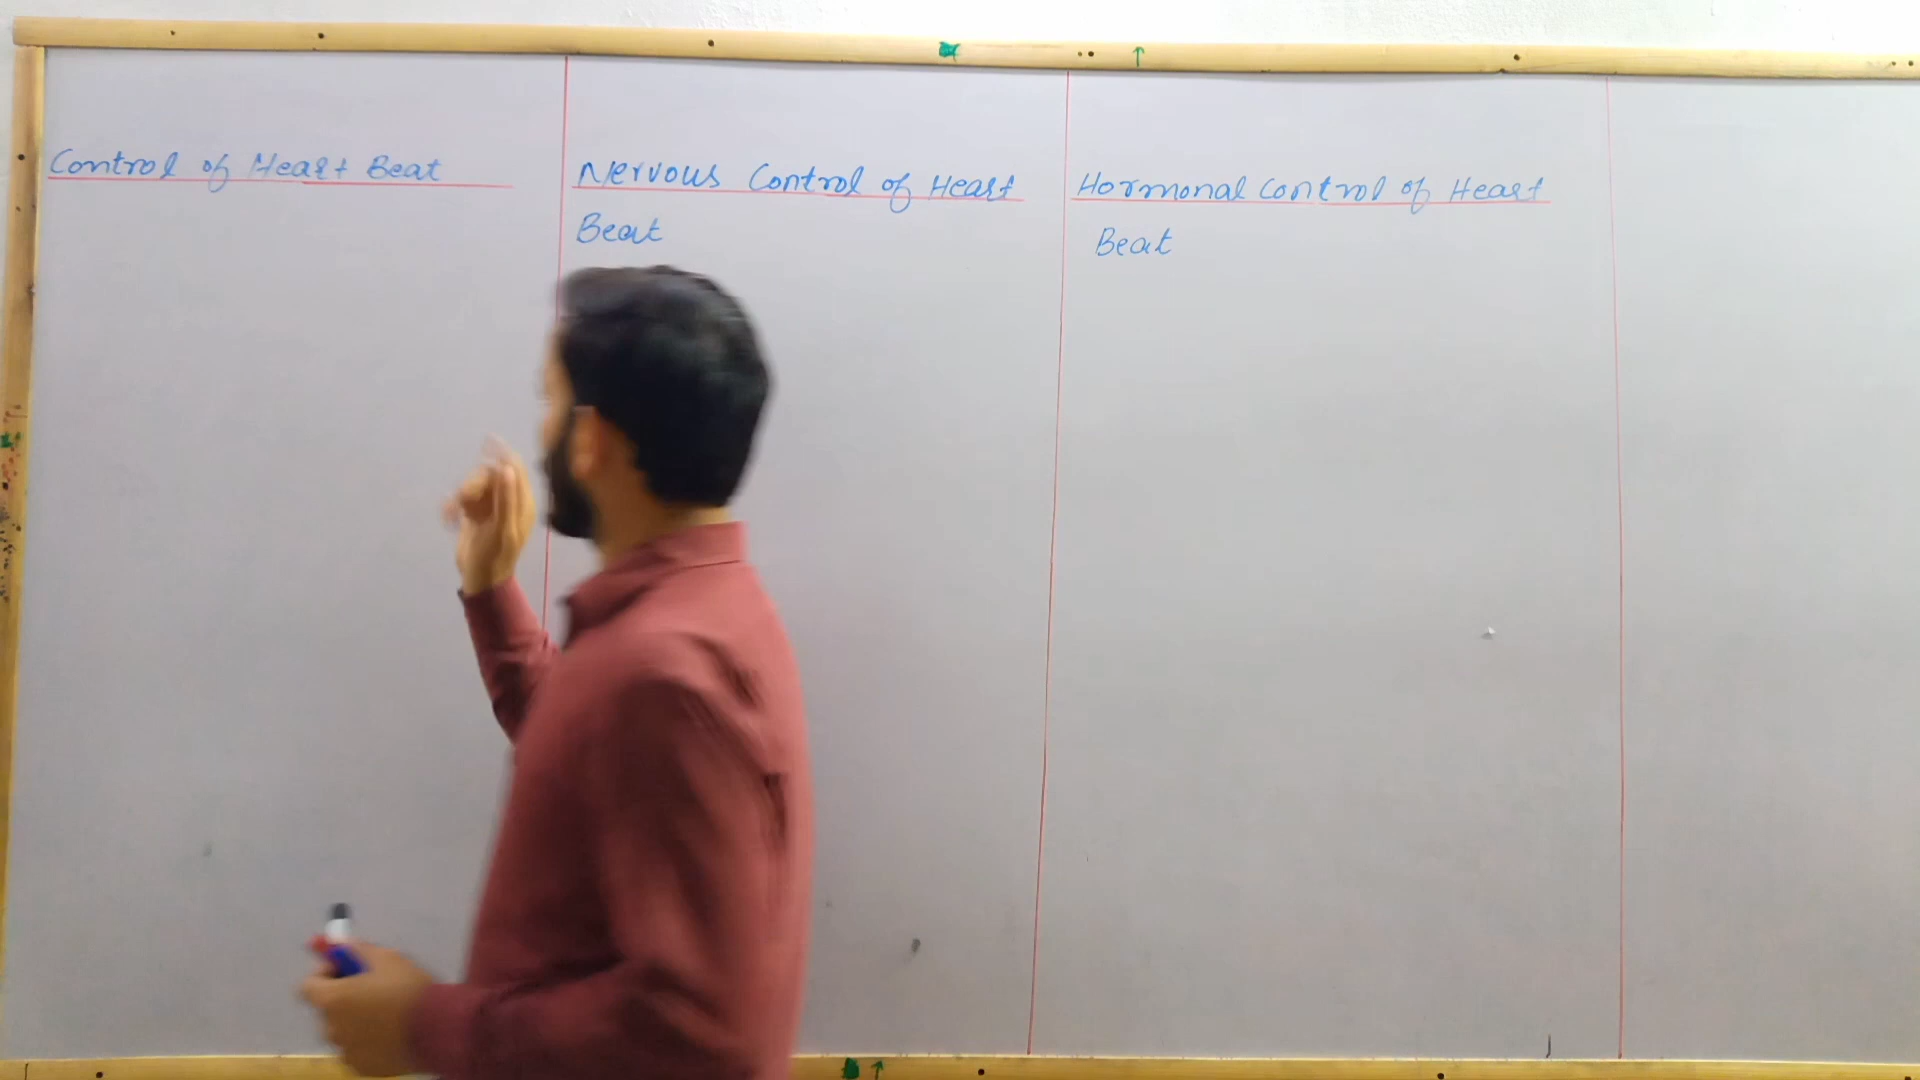 Control of Heart Beat
Nervous Control of Heart
Beat
Hormonal Control of Heart
Beat